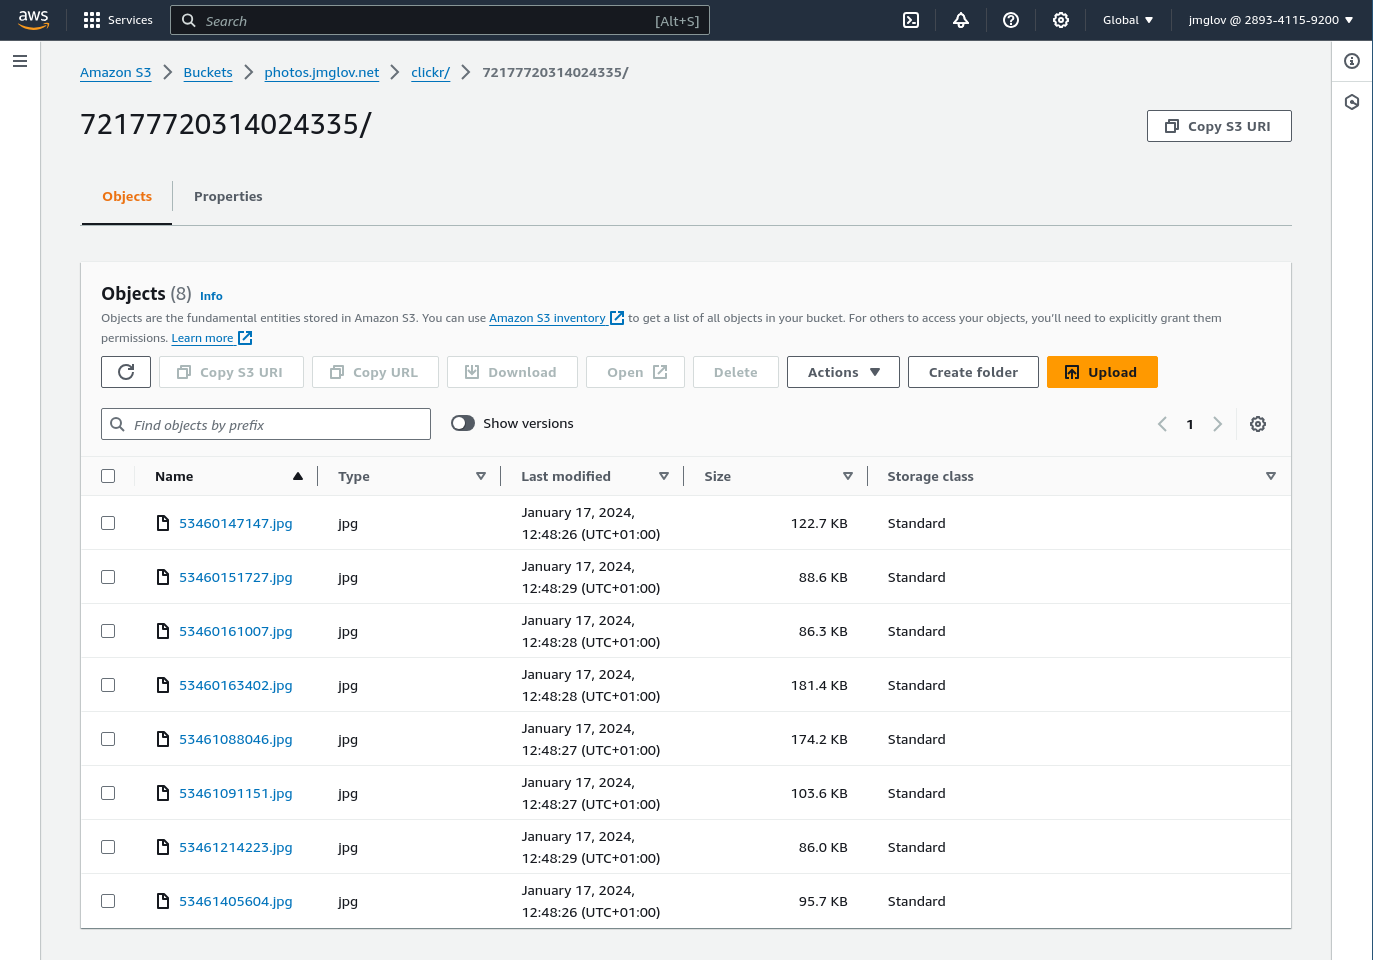 aws Services Search [Alt+S] Global jmglov @ 2893-4115-9200
Amazon S3 Buckets photos.jmglov.net clickr/ 72177720314024335/
72177720314024335/
Copy S3 URI
Objects Properties
Objects (8) Info
Objects are the fundamental entities stored in Amazon S3. You can use Amazon S3 inventory to get a list of all objects in your bucket. For others to access your objects, you’ll need to explicitly grant them
permissions. Learn more
Copy S3 URI Copy URL Download Open Delete Actions Create folder Upload
Find objects by prefix Show versions 1
Name Type Last modified Size Storage class
53460147147.jpg jpg January 17, 2024, 122.7 KB Standard
12:48:26 (UTC+01:00)
53460151727.jpg jpg January 17, 2024, 88.6 KB Standard
12:48:29 (UTC+01:00)
53460161007.jpg jpg January 17, 2024, 86.3 KB Standard
12:48:28 (UTC+01:00)
53460163402.jpg jpg January 17, 2024, 181.4 KB Standard
12:48:28 (UTC+01:00)
53461088046.jpg jpg January 17, 2024, 174.2 KB Standard
12:48:27 (UTC+01:00)
53461091151.jpg jpg January 17, 2024, 103.6 KB Standard
12:48:27 (UTC+01:00)
53461214223.jpg jpg January 17, 2024, 86.0 KB Standard
12:48:29 (UTC+01:00)
53461405604.jpg jpg January 17, 2024, 95.7 KB Standard
12:48:26 (UTC+01:00)